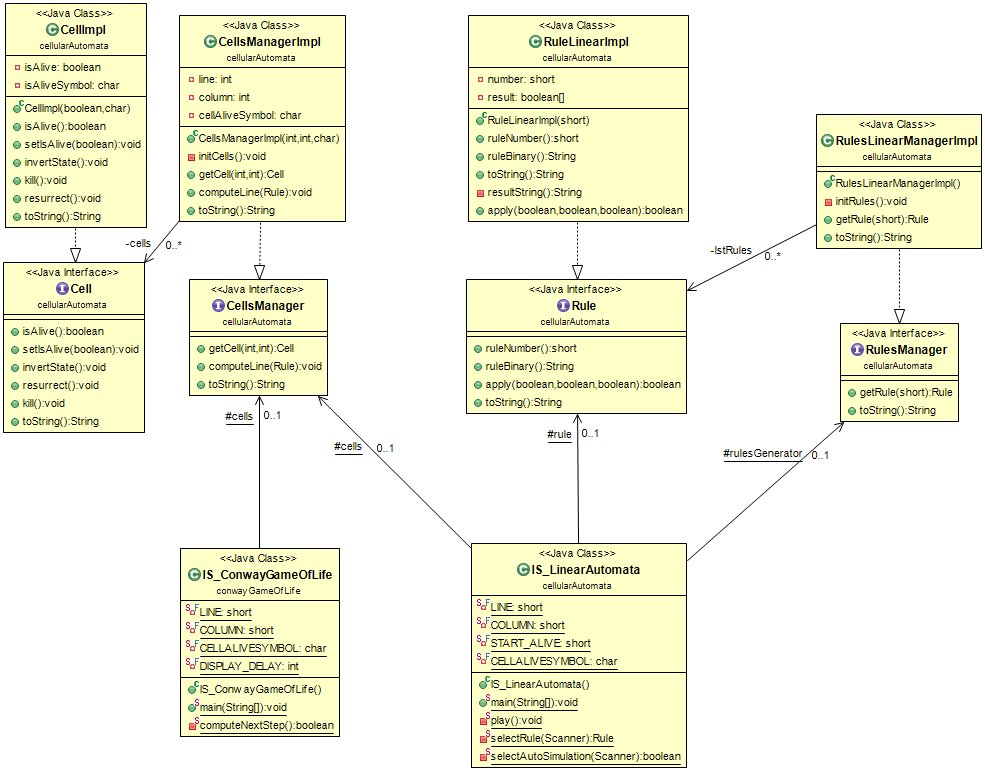 <<Java Class>>
CellImpl
cellularAutomata
isAlive: boolean
isAliveSymbol: char
CellImpl(boolean,char)
isAlive():boolean
setIsAlive(boolean):void
invertState():void
kill():void
resurrect():void
toString():String
<<Java Class>>
CellsManagerImpl
cellularAutomata
line: int
column: int
cellAliveSymbol: char
CellsManagerImpl(int,int,char)
initCells():void
getCell(int,int):Cell
computeLine(Rule):void
toString():String
<<Java Class>>
RuleLinearImpl
cellularAutomata
number: short
result: boolean[]
RuleLinearImpl(short)
ruleNumber():short
ruleBinary():String
toString():String
resultString():String
apply(boolean,boolean,boolean):boolean
<<Java Class>>
RulesLinearManagerImpl
cellularAutomata
RulesLinearManagerImpl()
initRules():void
getRule(short):Rule
toString():String
-cells
0..*
-lstRules
0..*
<<Java Interface>>
Cell
cellularAutomata
isAlive():boolean
setIsAlive(boolean):void
invertState():void
resurrect():void
kill():void
toString():String
<<Java Interface>>
CellsManager
cellularAutomata
getCell(int,int):Cell
computeLine(Rule):void
toString():String
<<Java Interface>>
Rule
cellularAutomata
ruleNumber():short
ruleBinary():String
apply(boolean,boolean,boolean):boolean
toString():String
<<Java Interface>>
RulesManager
cellularAutomata
getRule(short):Rule
toString():String
#cells
0..1
#cells
0..1
#rule
0..1
#rulesGenerator
0..1
<<Java Class>>
IS_ConwayGameOfLife
conwayGameOfLife
LINE: short
COLUMN: short
CELLALIVESYMBOL: char
DISPLAY_DELAY: int
IS_ConwayGameOfLife()
main(String[]):void
computeNextStep():boolean
<<Java Class>>
IS_LinearAutomata
cellularAutomata
LINE: short
COLUMN: short
START_ALIVE: short
CELLALIVESYMBOL: char
IS_LinearAutomata()
main(String[]):void
play():void
selectRule(Scanner):Rule
selectAutoSimulation(Scanner):boolean